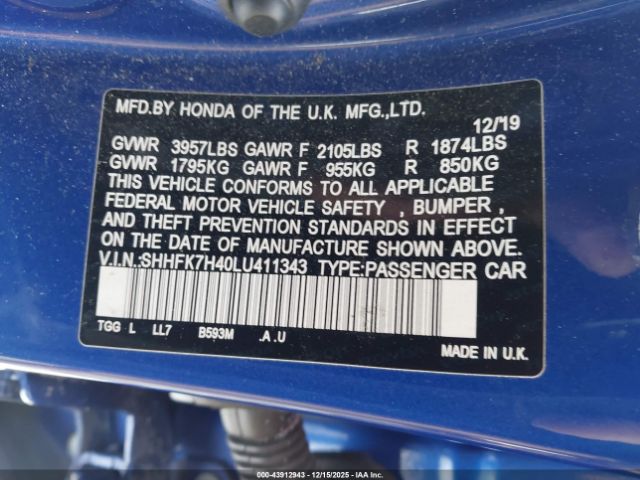 MFD.BY HONDA OF THE U.K. MFG.,LTD.
12/'19
GVWR 3957LBS GAWR F 2105LBS R 1874LBS
GVWR 1795KG GAWR F 955KG R 850KG
THIS VEHICLE CONFORMS TO ALL APPLICABLE
FEDERAL MOTOR VEHICLE SAFETY , BUMPER ,
AND THEFT PREVENTION STANDARDS IN EFFECT
ON THE DATE OF MANUFACTURE SHOWN ABOVE.
V.I.N.:SHHFK7H40LU411343 TYPE:PASSENGER CAR
TGG L LL7 B593M .A .U
MADE IN U.K.
000-43912943 | 12/15/2025 | IAA